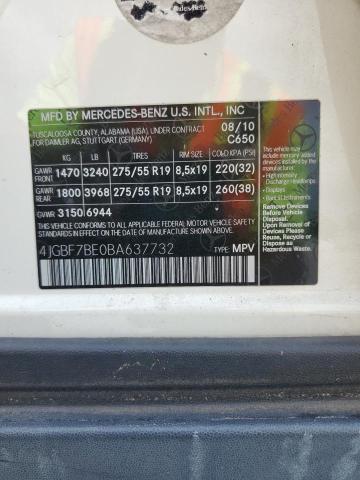 MFD BY MERCEDES-BENZ U.S. INTL., INC
TUSCALOOSA COUNTY, ALABAMA (USA), UNDER CONTRACT 08/10
FOR DAIMLER AG, STUTTGART (GERMANY) C650
KG LB TIRES RIMS COLD KPA (PSI)
GAWR FRONT 1470 3240 275/55 R19 8,5x19 220(32)
GAWR REAR 1800 3968 275/55 R19 8,5x19 260(38)
GVWR 3150 6944
THIS VEHICLE CONFORMS TO ALL APPLICABLE FEDERAL MOTOR VEHICLE
SAFETY STANDARDS IN EFFECT ON THE DATE OF MANUFACTURE SHOWN ABOVE
4JGBF7BE0BA637732
TYPE: MPV
This vehicle may
include mercury
added devices
installed by the
manufacturer:
• High Intensity
Discharge Headlamps
• Interior Lights
Remove Devices
Before Vehicle
Disposal.
Upon Removal of
Devices Please
Reuse, Recycle or
Dispose as
Hazardous Waste.